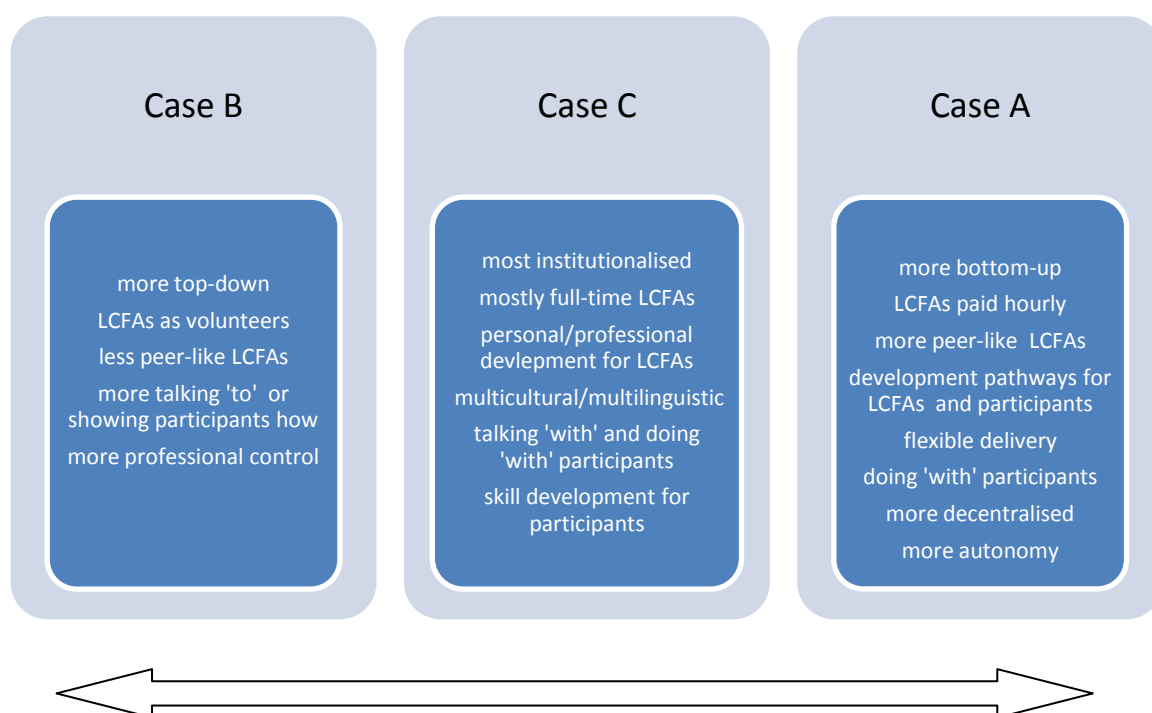 Case B
more top-down
LCFAs as volunteers
less peer-like LCFAs
more talking 'to' or
showing participants how
more professional control
Case C
most institutionalised
mostly full-time LCFAs
personal/professional
devlepment for LCFAs
multicultural/multilinguistic
talking 'with' and doing
'with' participants
skill development for
participants
Case A
more bottom-up
LCFAs paid hourly
more peer-like LCFAs
development pathways for
LCFAs and participants
flexible delivery
doing 'with' participants
more decentralised
more autonomy